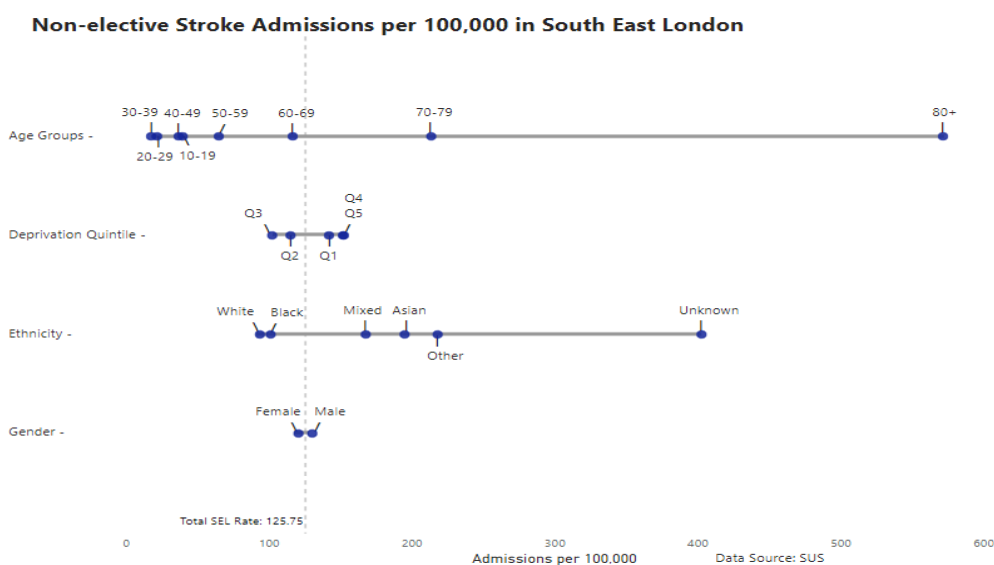 Non-elective Stroke Admissions per 100,000 in South East London
30-39 40-49 50-59 60-69 70-79 80+
Age Groups -
20-29 10-19
Q4
Q3 Q5
Deprivation Quintile -
Q2 Q1
White Black Mixed Asian Unknown
Ethnicity -
Other
Female Male
Gender -
Total SEL Rate: 125.75
0 100 200 300 400 500 600
Admissions per 100,000 Data Source: SUS